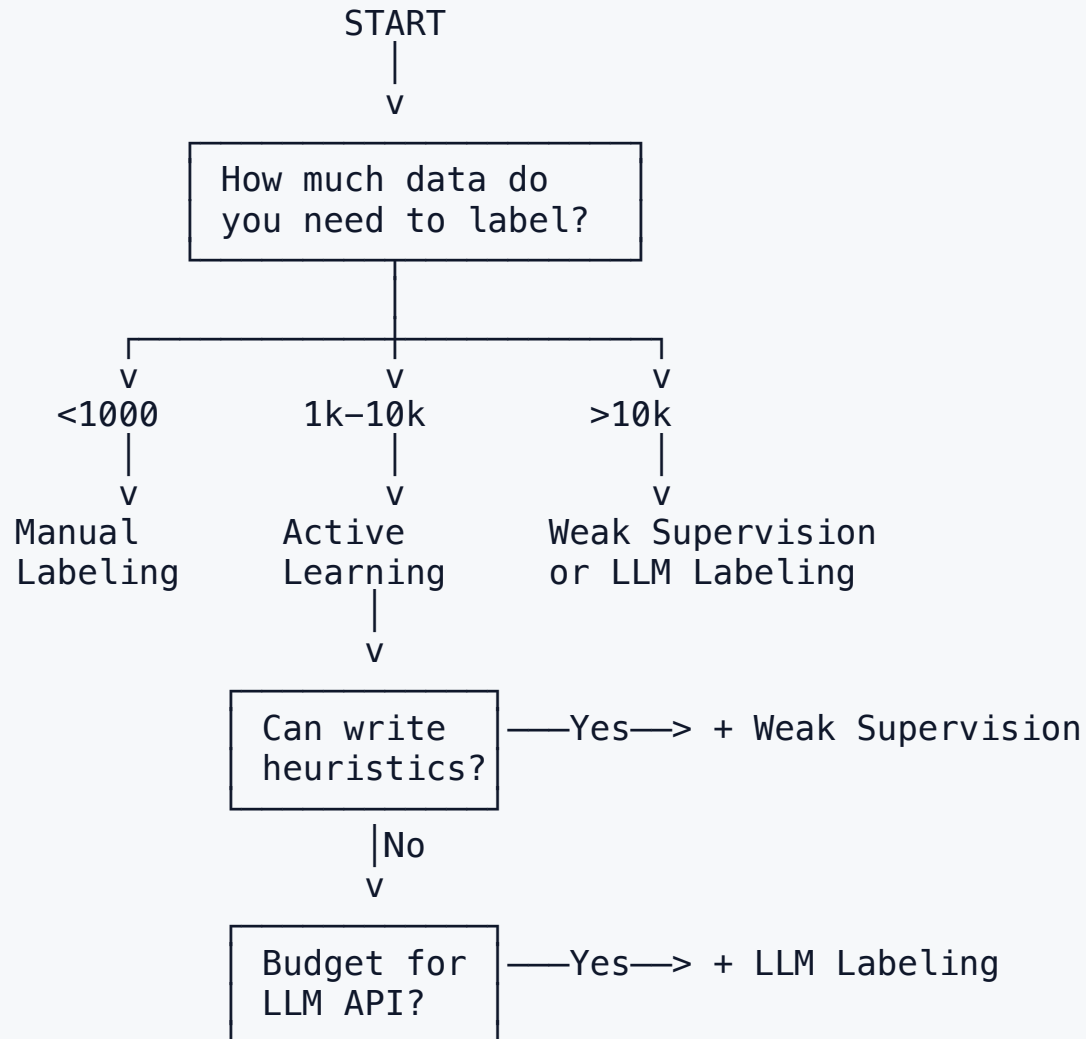 START
How much data do
you need to label?
<1000 1k-10k >10k
Manual Active Weak Supervision
Labeling Learning or LLM Labeling
Can write Yes + Weak Supervision
heuristics?
No
Budget for Yes + LLM Labeling
LLM API?